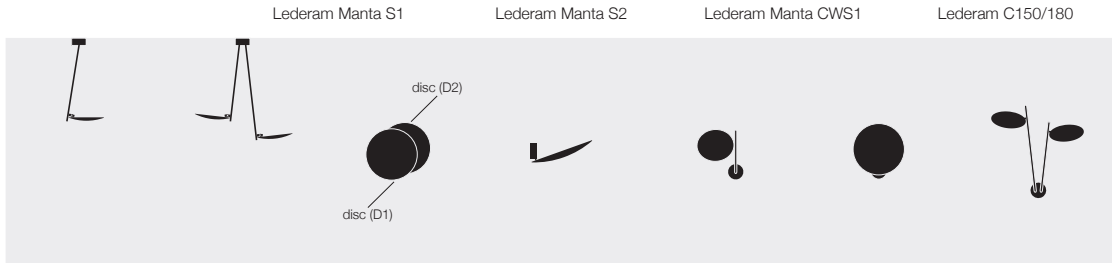 Lederam Manta S1
Lederam Manta S2
Lederam Manta CWS1
Lederam C150/180
disc (D2)
disc (D1)